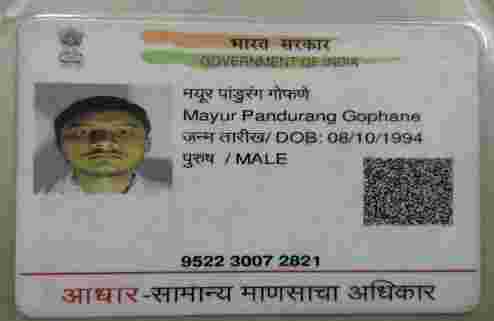 भारत सरकार
GOVERNMENT OF INDIA
मयूर पांडुरंग गोफणे
Mayur Pandurang Gophane
जन्म तारीख/ DOB: 08/10/1994
पुरुष / MALE
9522 3007 2821
आधार-सामान्य माणसाचा अधिकार